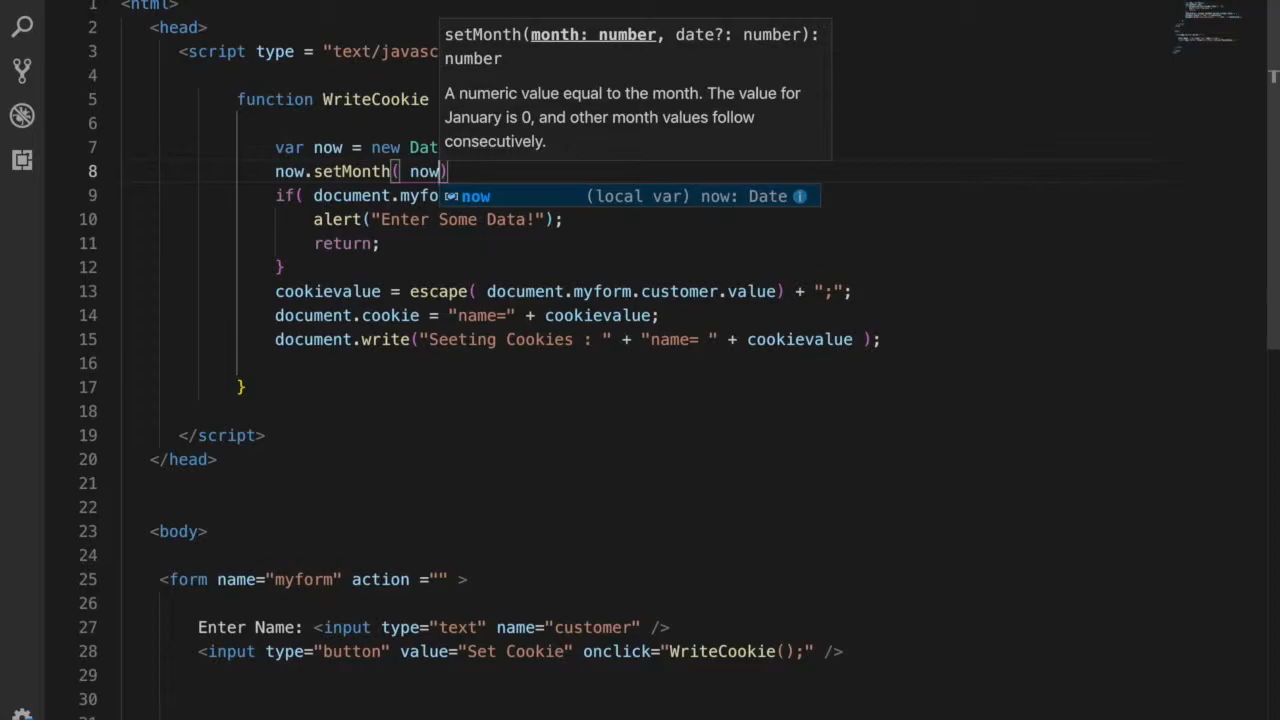 1 <html>
2 <head>
3 <script type = "text/javasc
4
5 function WriteCookie
6
7 var now = new Dat
8 now.setMonth( now)
9 if( document.myfo
10 alert("Enter Some Data!");
11 return;
12 }
13 cookievalue = escape( document.myform.customer.value) + ";";
14 document.cookie = "name=" + cookievalue;
15 document.write("Seeting Cookies : " + "name= " + cookievalue );
16
17 }
18
19 </script>
20 </head>
21
22
23 <body>
24
25 <form name="myform" action ="" >
26
27 Enter Name: <input type="text" name="customer" />
28 <input type="button" value="Set Cookie" onclick="WriteCookie();" />
29
30
setMonth(month: number, date?: number):
number
A numeric value equal to the month. The value for
January is 0, and other month values follow
consecutively.
now (local var) now: Date